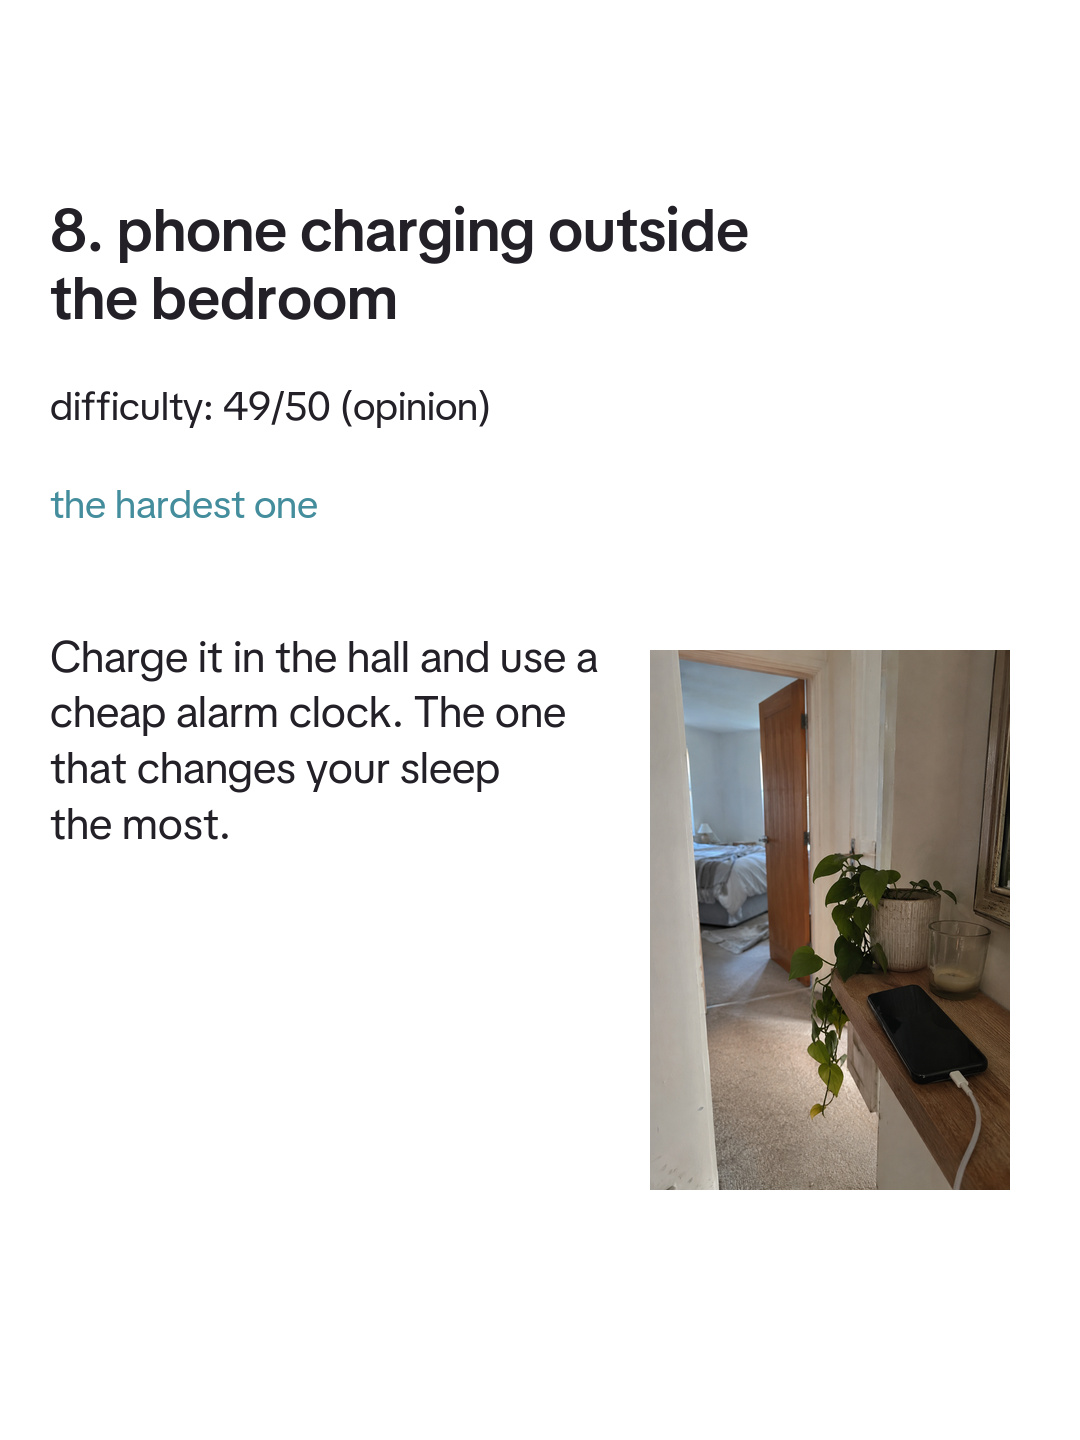 8. phone charging outside
the bedroom
difficulty: 49/50 (opinion)
the hardest one
Charge it in the hall and use a
cheap alarm clock. The one
that changes your sleep
the most.